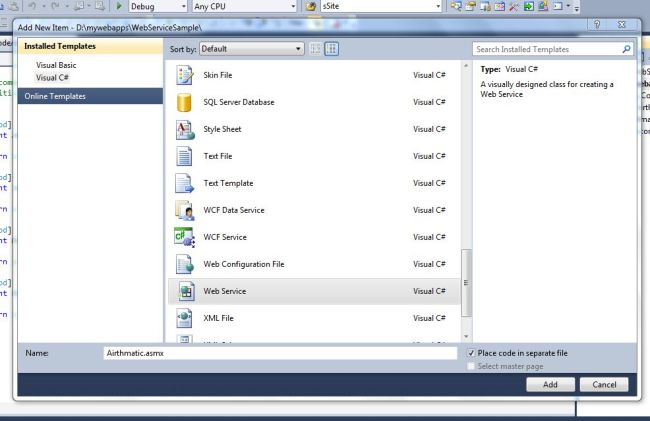 Debug
Any CPU
sSite
Add New Item - D:\mywebapps\WebServiceSample\
Installed Templates
Visual Basic
Visual C#
Online Templates
Sort by: Default
Search Installed Templates
Skin File Visual C#
SQL Server Database Visual C#
Style Sheet Visual C#
Text File Visual C#
Text Template Visual C#
WCF Data Service Visual C#
WCF Service Visual C#
Web Configuration File Visual C#
Web Service Visual C#
XML File Visual C#
Type: Visual C#
A visually designed class for creating a
Web Service
Name: Airthmatic.asmx
Place code in separate file
Select master page
Add
Cancel